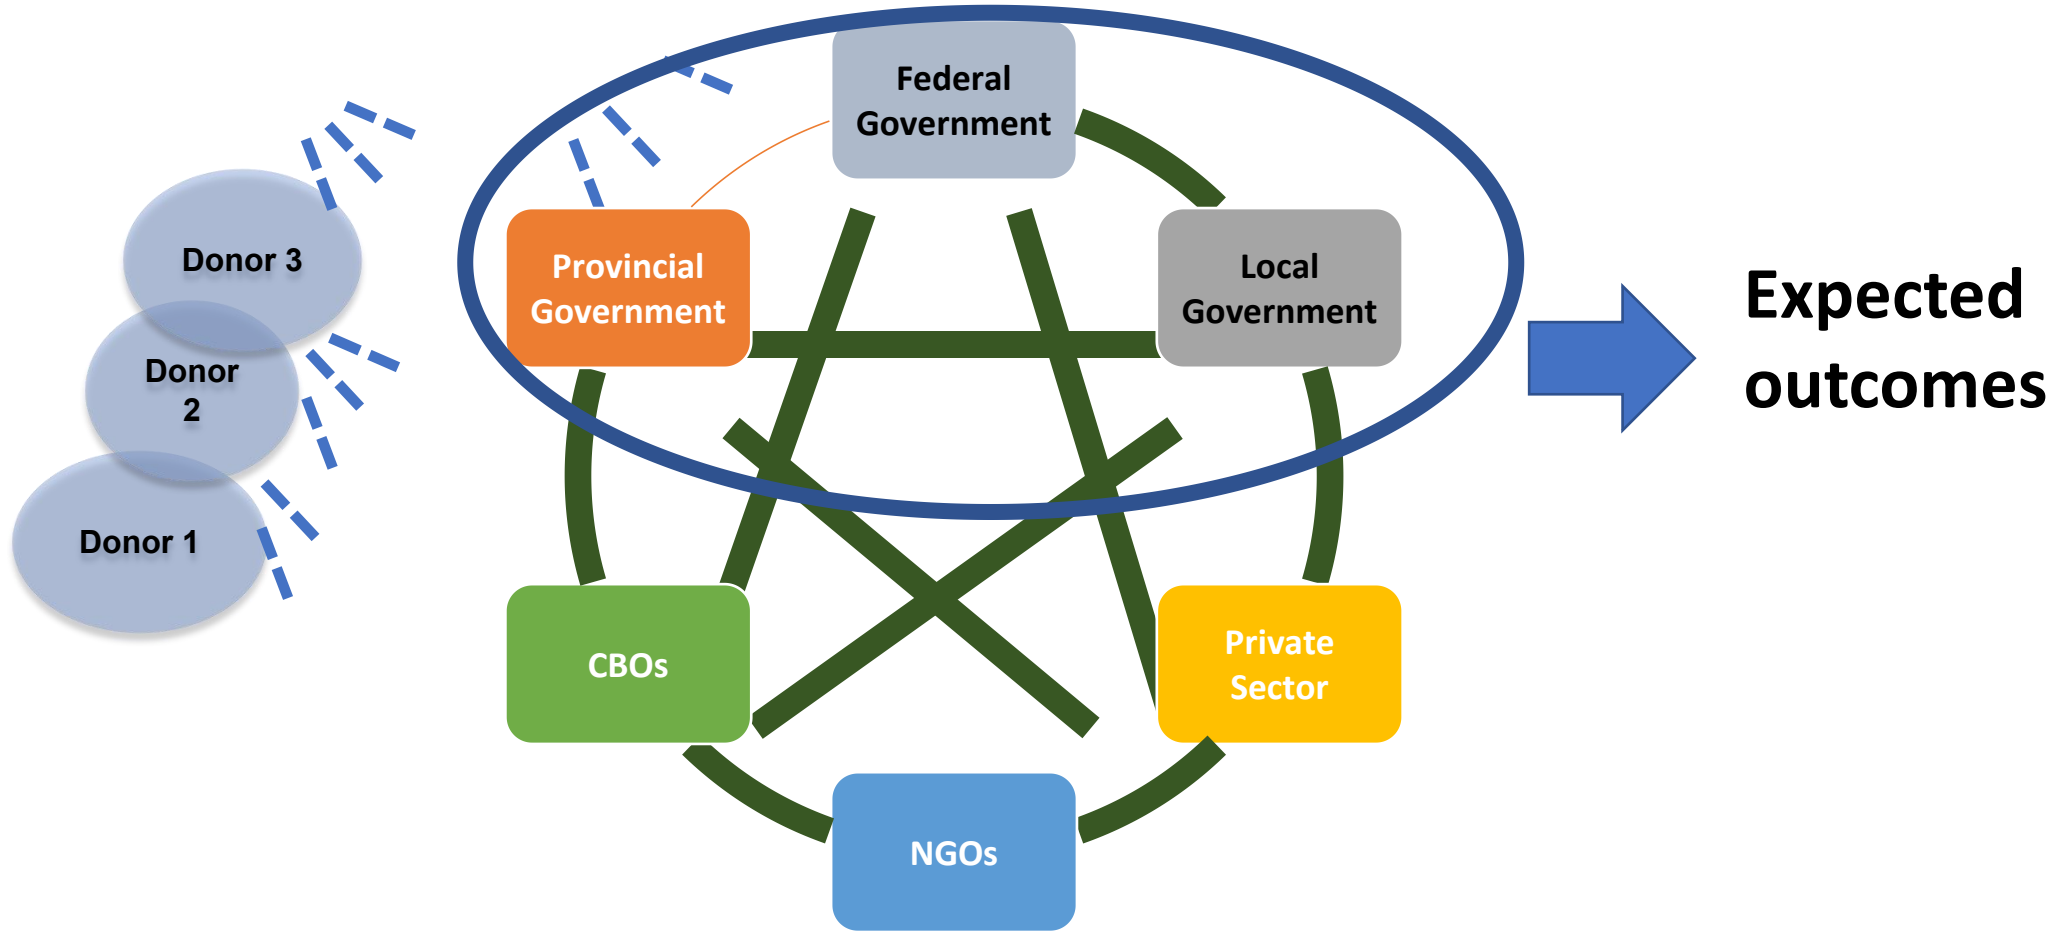 Federal
Government
Donor 3
Provincial
Government
Local
Government
Expected
outcomes
Donor
2
Donor 1
CBOs
Private
Sector
NGOs